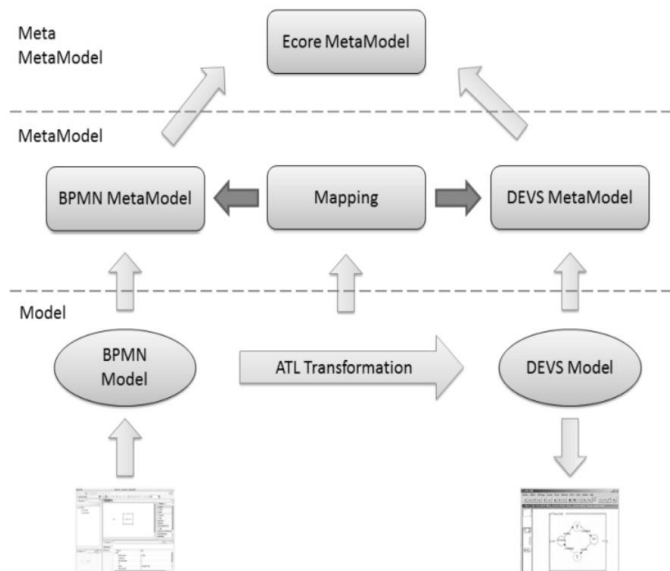 Meta
MetaModel
Ecore MetaModel
MetaModel
BPMN MetaModel
Mapping
DEVS MetaModel
Model
BPMN
Model
ATL Transformation
DEVS Model